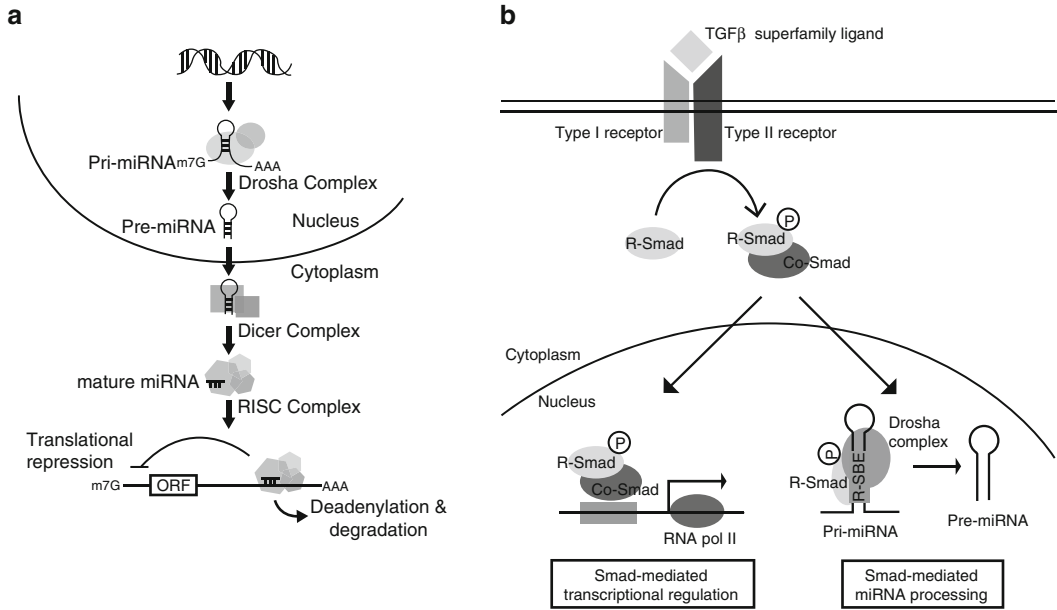 a
Pri-miRNA
m7G
AAA
Drosha Complex
Pre-miRNA
Nucleus
Cytoplasm
Dicer Complex
mature miRNA
RISC Complex
Translational
repression
m7G
ORF
AAA
Deadenylation &
degradation
b
TGFβ superfamily ligand
Type I receptor
Type II receptor
R-Smad
P
R-Smad
Co-Smad
Cytoplasm
Nucleus
P
R-Smad
Co-Smad
RNA pol II
Smad-mediated
transcriptional regulation
Drosha
complex
P
R-Smad
R-SBE
Pri-miRNA
Pre-miRNA
Smad-mediated
miRNA processing